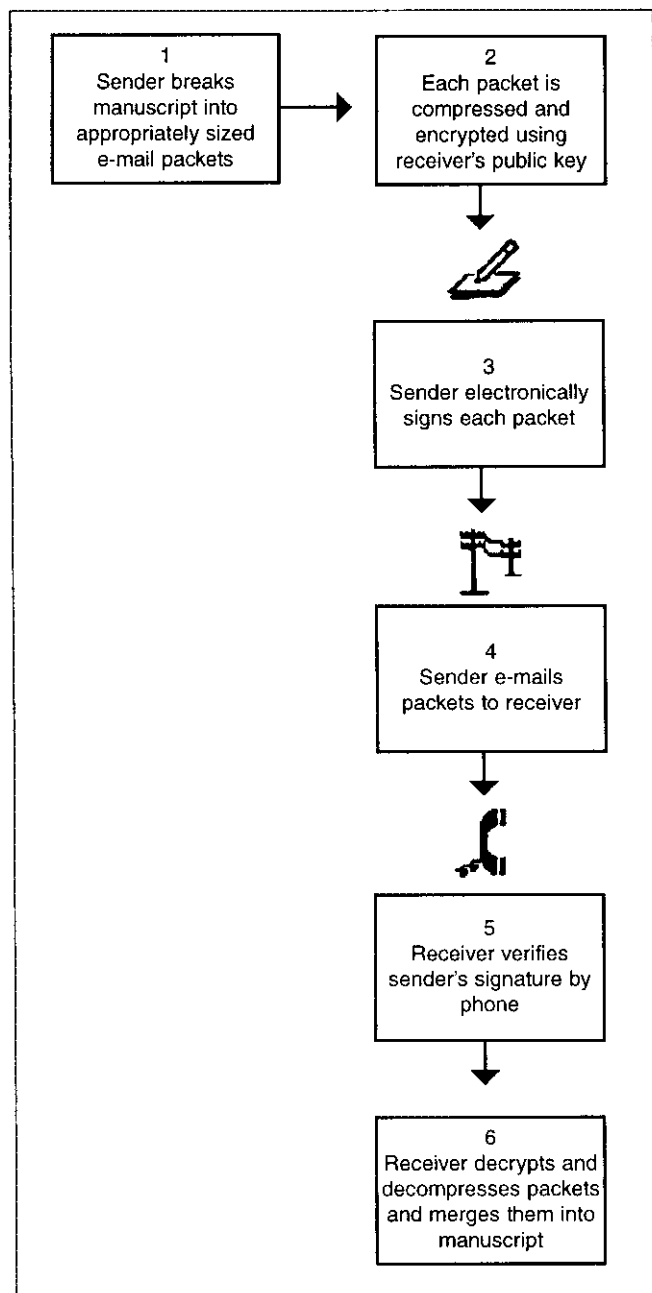 1
Sender breaks
manuscript into
appropriately sized
e-mail packets
2
Each packet is
compressed and
encrypted using
receiver's public key
3
Sender electronically
signs each packet
4
Sender e-mails
packets to receiver
5
Receiver verifies
sender's signature by
phone
6
Receiver decrypts and
decompresses packets
and merges them into
manuscript